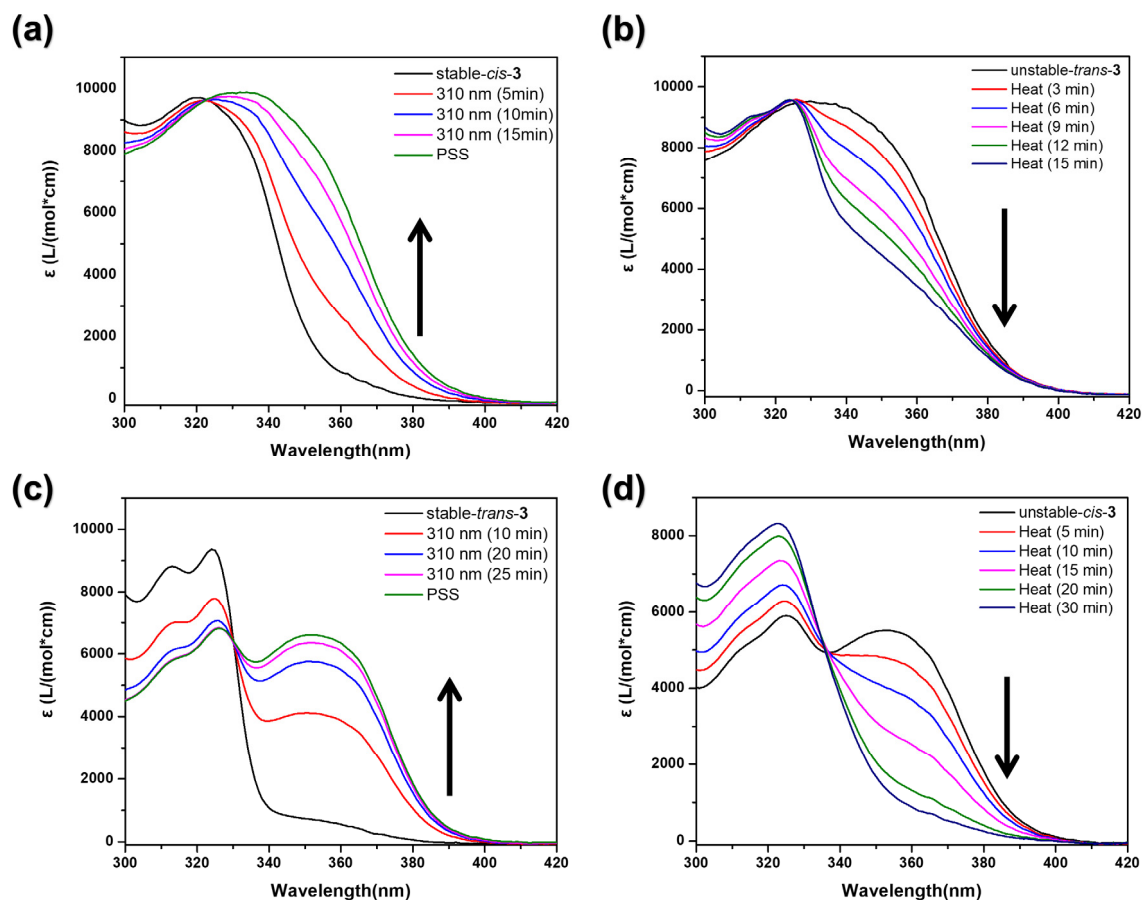 (a)
stable-cis-3
310 nm (5min)
310 nm (10min)
310 nm (15min)
PSS
10000
8000
6000
4000
2000
0
ε (L/(mol*cm)
300 320 340 360 380 400 420
Wavelength(nm)
(b)
unstable-trans-3
Heat (3 min)
Heat (6 min)
Heat (9 min)
Heat (12 min)
Heat (15 min)
10000
8000
6000
4000
2000
0
ε (L/(mol*cm)
300 320 340 360 380 400 420
Wavelength(nm)
(c)
stable-trans-3
310 nm (10 min)
310 nm (20 min)
310 nm (25 min)
PSS
10000
8000
6000
4000
2000
0
ε (L/(mol*cm)
300 320 340 360 380 400 420
Wavelength(nm)
(d)
unstable-cis-3
Heat (5 min)
Heat (10 min)
Heat (15 min)
Heat (20 min)
Heat (30 min)
8000
6000
4000
2000
0
ε (L/(mol*cm)
300 320 340 360 380 400 420
Wavelength(nm)